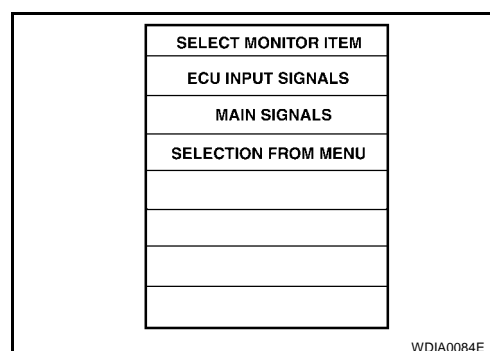 SELECT MONITOR ITEM
ECU INPUT SIGNALS
MAIN SIGNALS
SELECTION FROM MENU
WDIA0084E